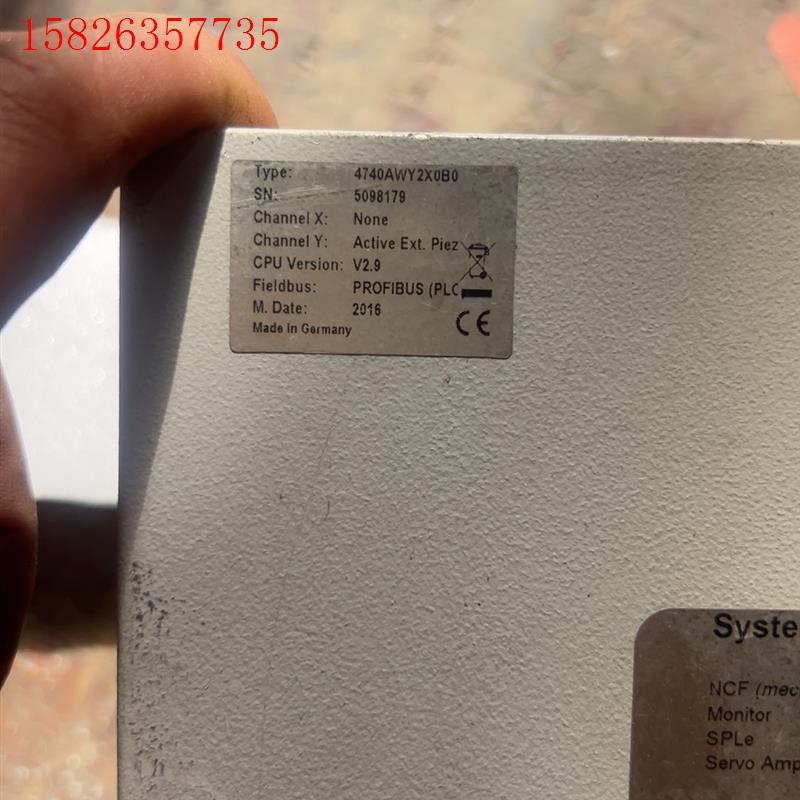 15826357735
Type: 4740AWY2X0B0
SN: 5098179
Channel X: None
Channel Y: Active Ext. Piez
CPU Version: V2.9
Fieldbus: PROFIBUS (PLC
M. Date: 2016
Made In Germany
CE
Syste
NCF (mec
Monitor
SPLe
Servo Amp